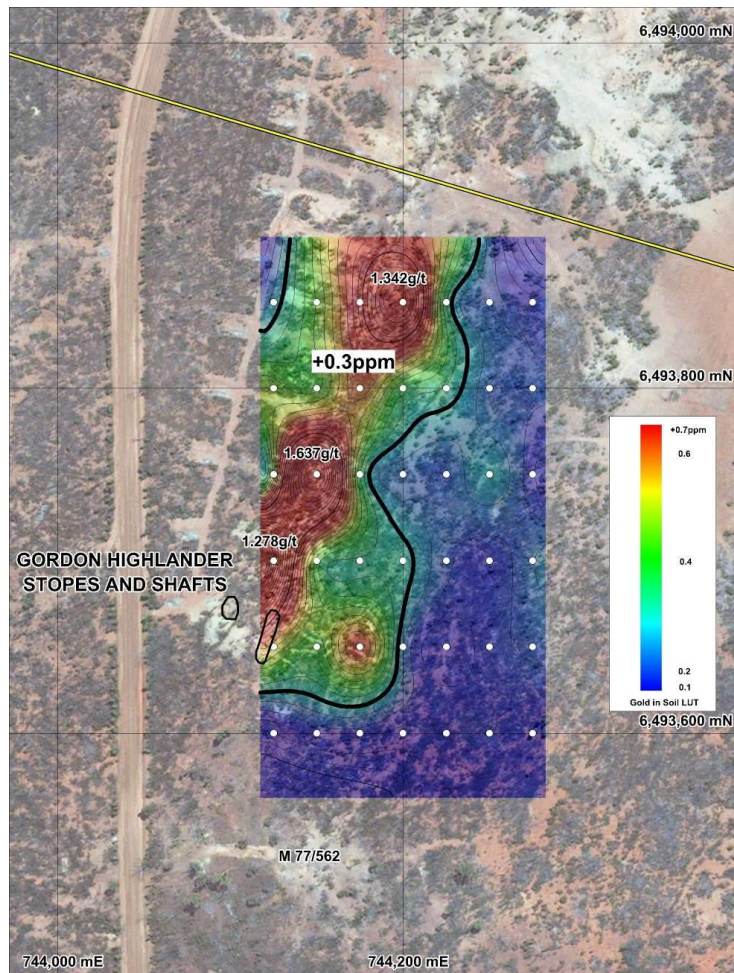 6,494,000 mN
1.342g/t
+0.3ppm
6,493,800 mN
+0.7ppm
0.6
1.637g/t
1.278g/t
GORDON HIGHLANDER
STOPES AND SHAFTS
0.4
0.2
0.1
Gold in Soil LUT
6,493,600 mN
M 77/562
744,000 mE
744,200 mE